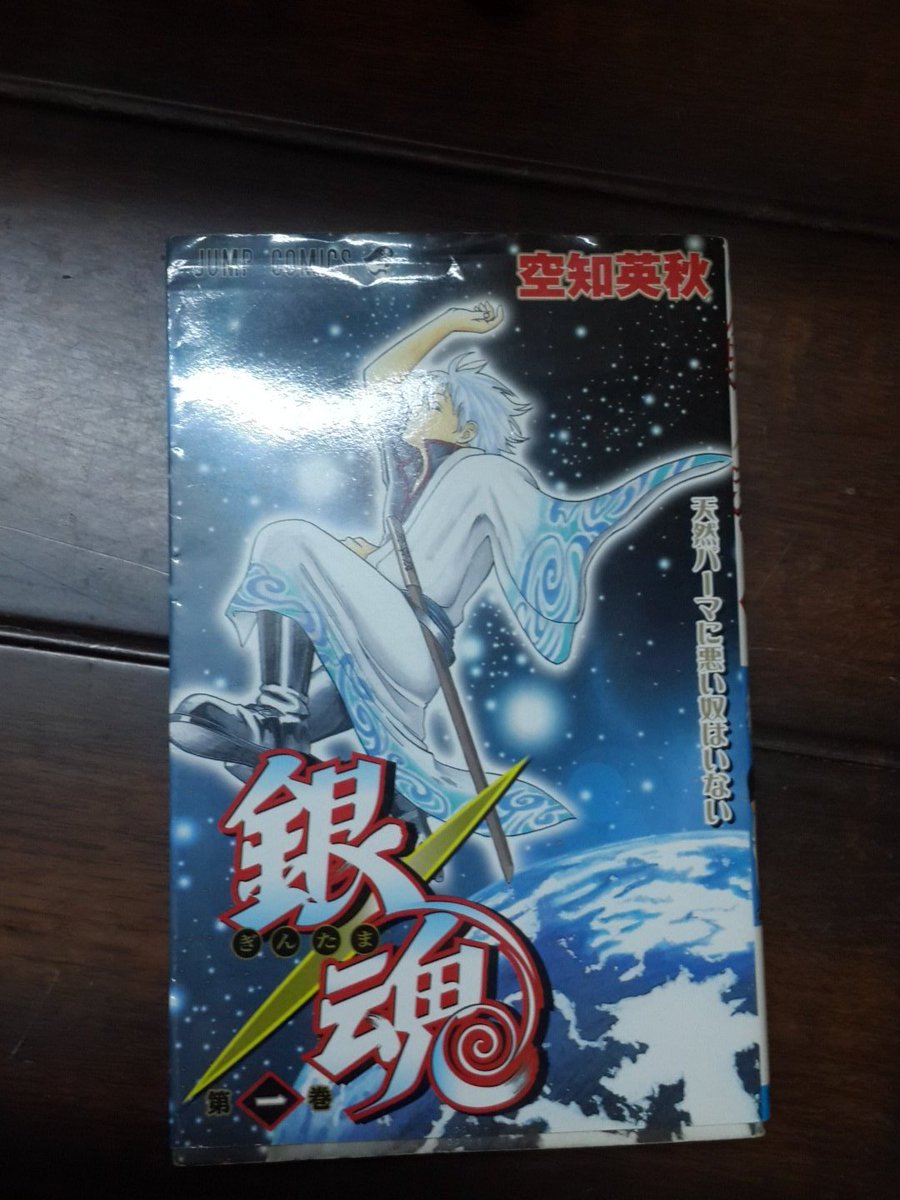 JUMP COMICS
空知英秋
天然パーマに悪い奴はいない
銀魂
ぎんたま
第一巻